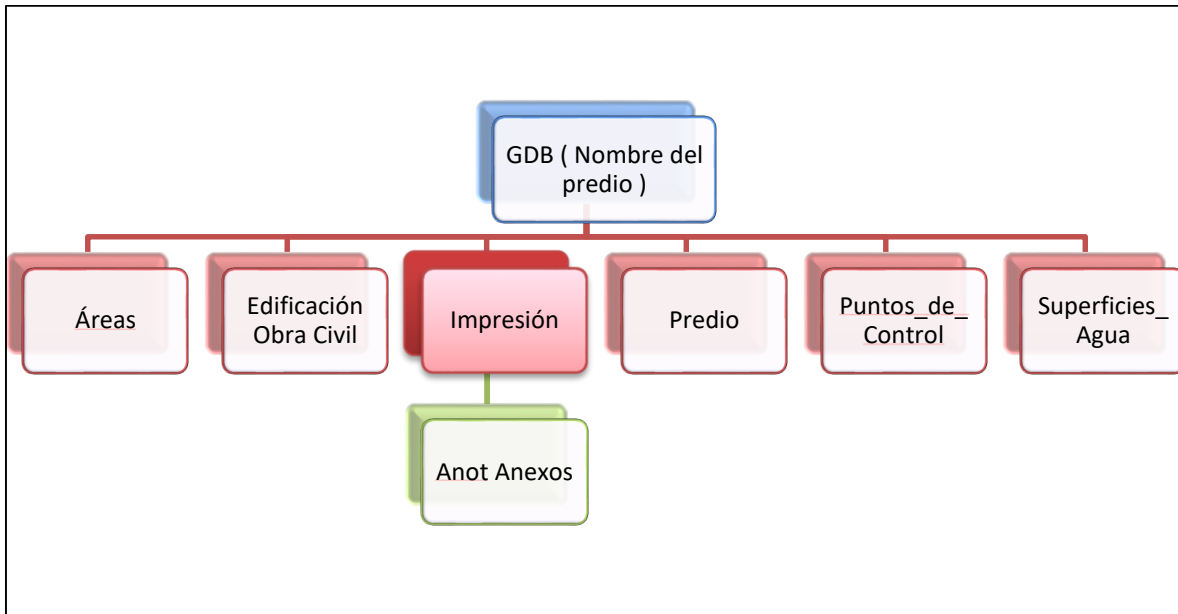 GDB ( Nombre del
predio )
Áreas
Edificación
Obra Civil
Impresión
Predio
Puntos_de_
Control
Superficies_
Agua
Anot Anexos